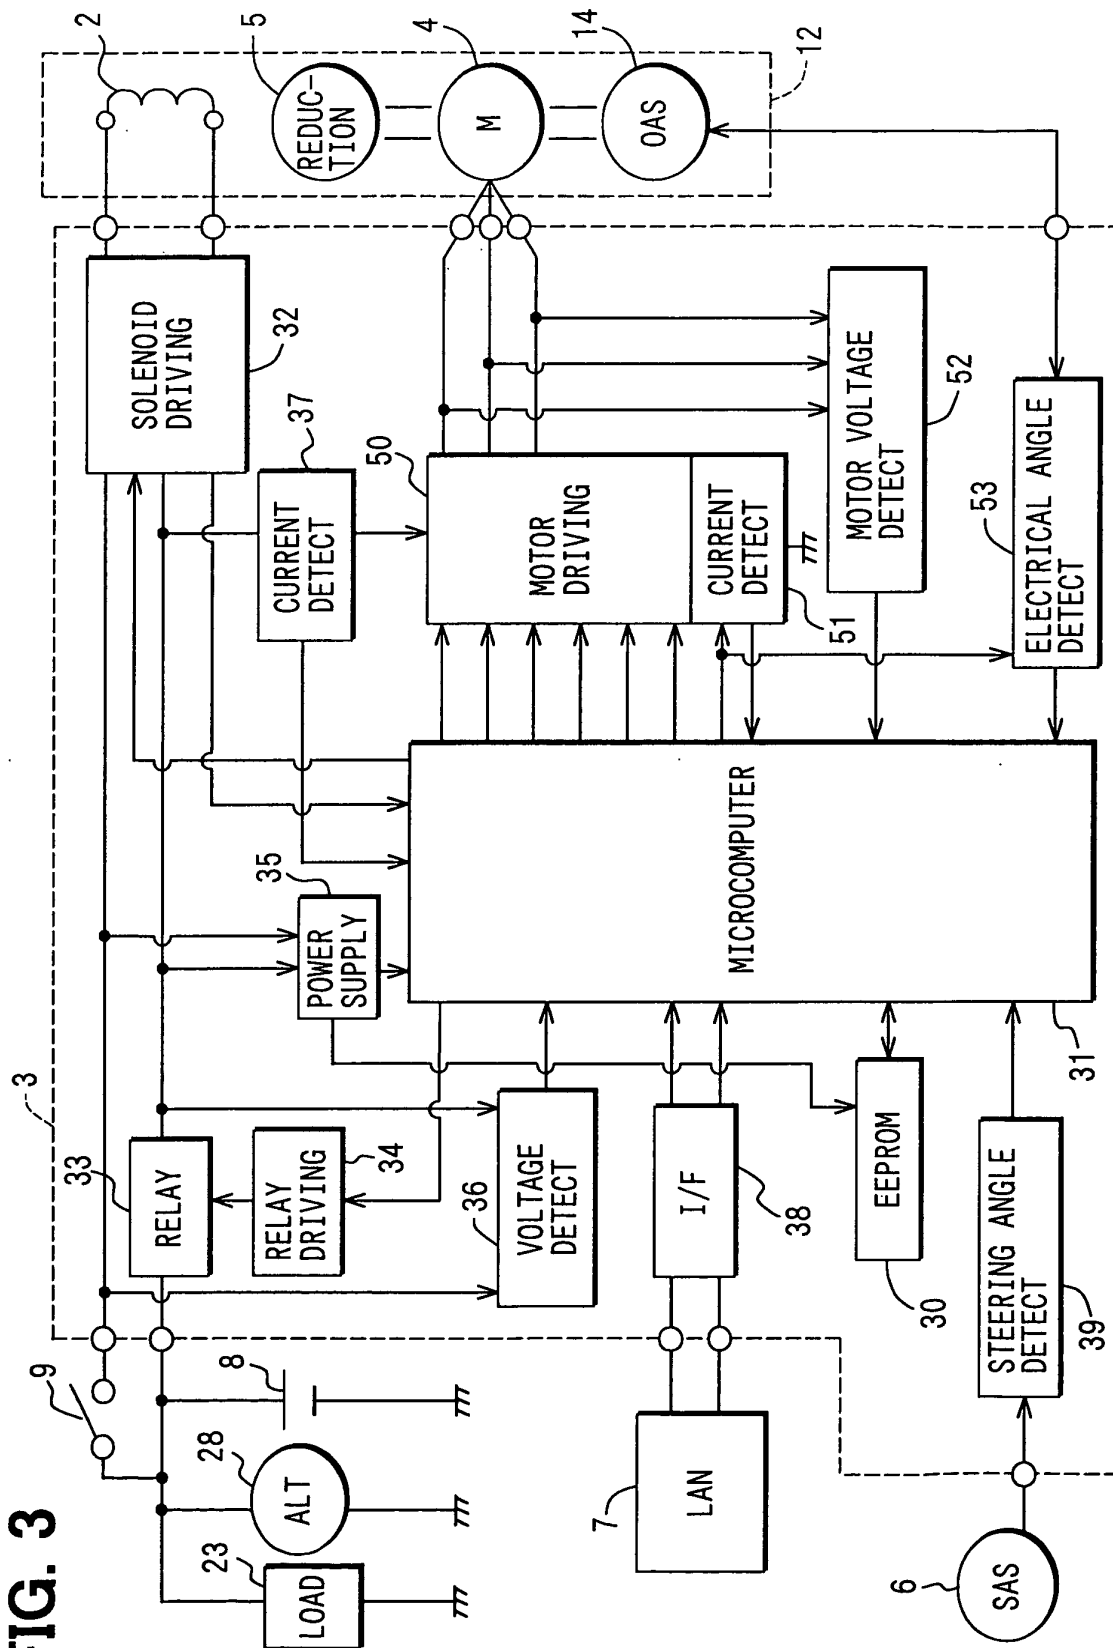 FIG. 3
9
8
28
ALT
23
LOAD
3
33
RELAY
RELAY
DRIVING
34
36
VOLTAGE
DETECT
35
POWER
SUPPLY
SOLENOID
DRIVING
32
37
CURRENT
DETECT
2
5
REDUC-
TION
4
M
14
OAS
12
50
MOTOR
DRIVING
CURRENT
DETECT
51
MOTOR VOLTAGE
DETECT
52
53
ELECTRICAL ANGLE
DETECT
MICROCOMPUTER
31
7
LAN
I/F
38
EEPROM
30
6
SAS
STEERING ANGLE
DETECT
39